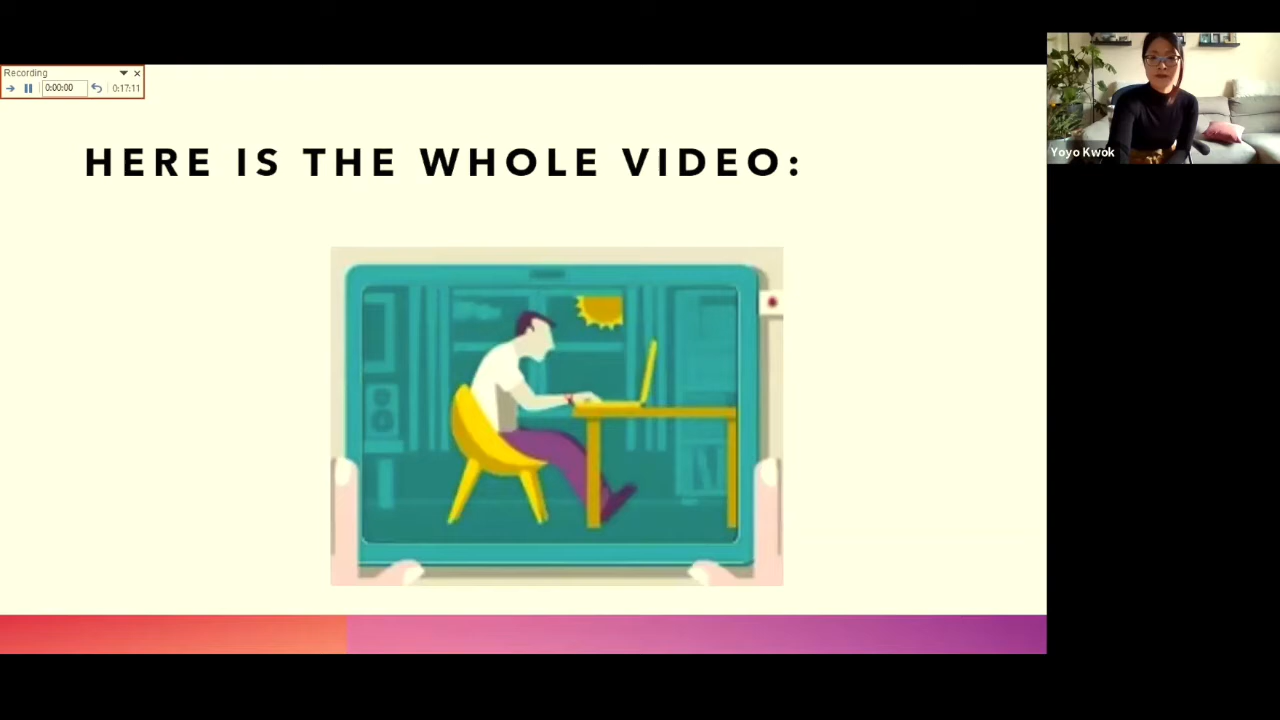 Recording
0:00:00
0:17:11
HERE IS THE WHOLE VIDEO:
Yoyo Kwok